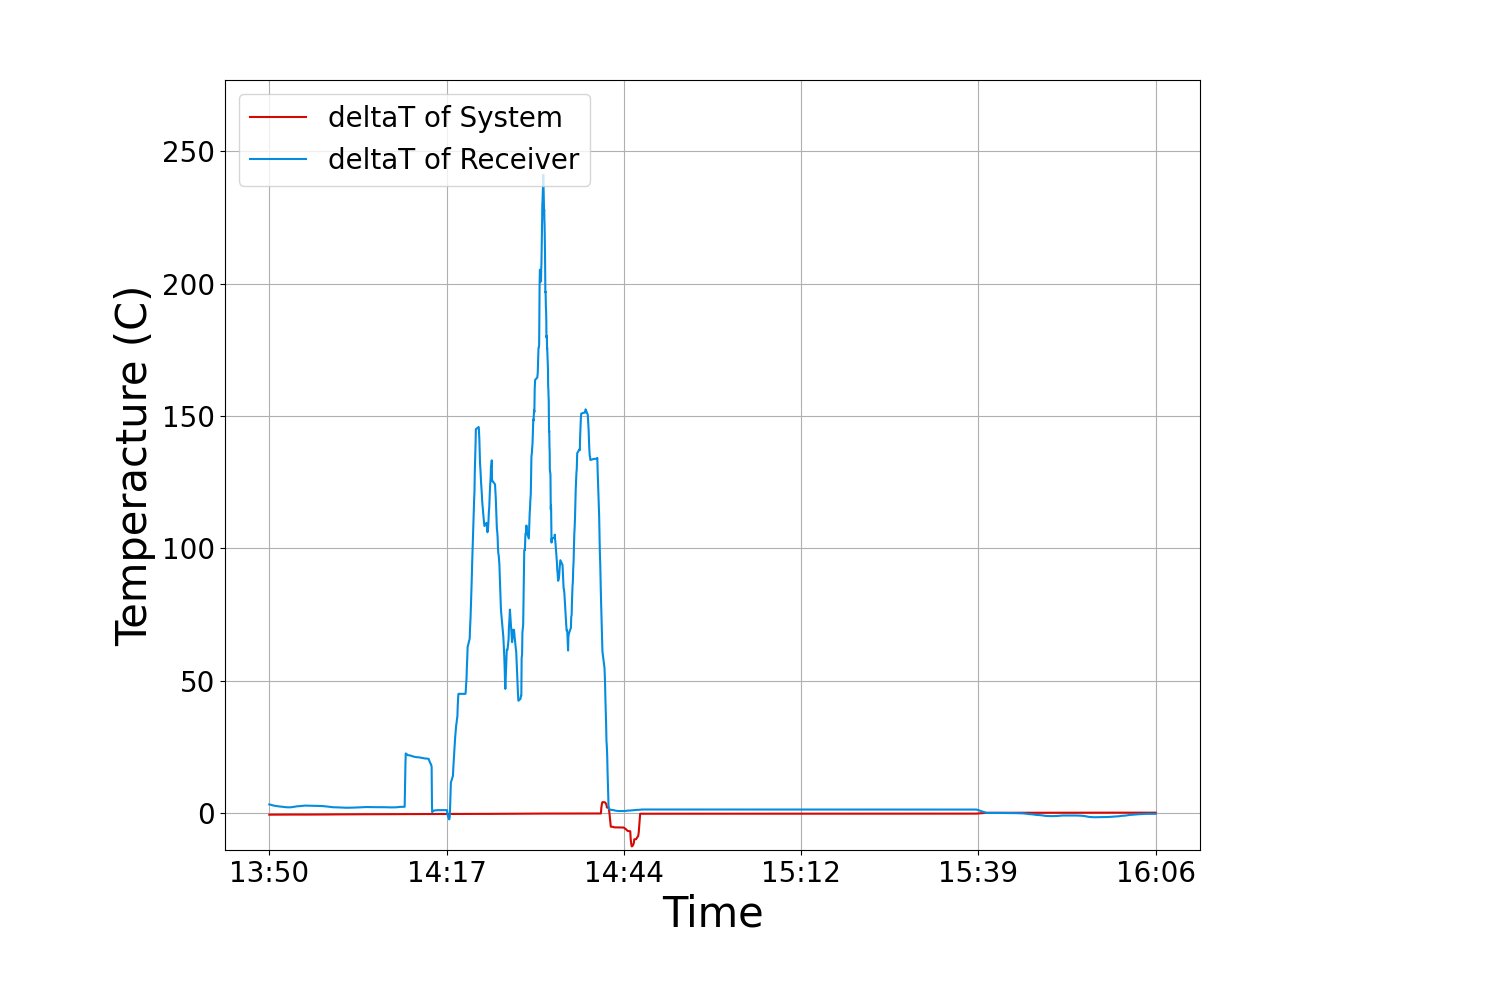 deltaT of System
deltaT of Receiver
250
200
150
100
50
0
Temperacture (C)
13:50 14:17 14:44 15:12 15:39 16:06
Time